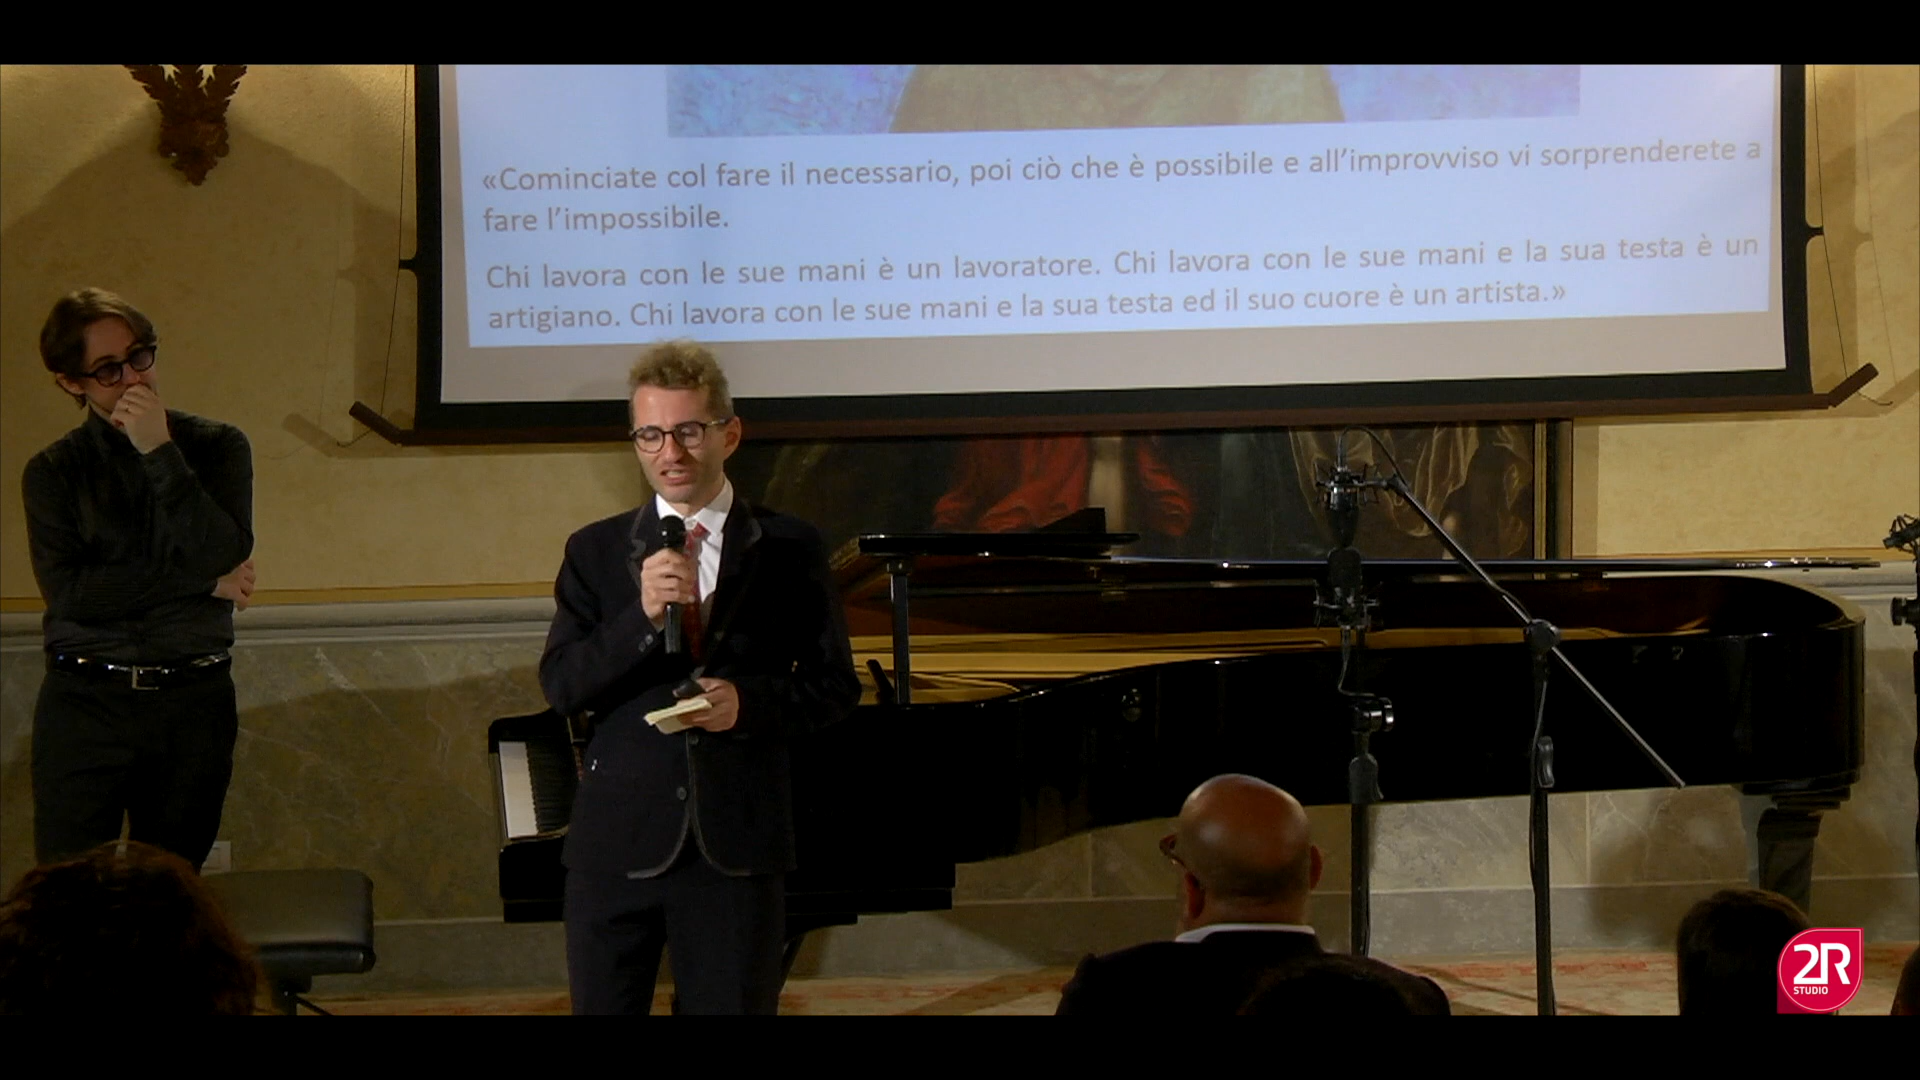 «Cominciate col fare il necessario, poi ciò che è possibile e all’improvviso vi sorprenderete a
fare l’impossibile.
Chi lavora con le sue mani è un lavoratore. Chi lavora con le sue mani e la sua testa è un
artigiano. Chi lavora con le sue mani e la sua testa ed il suo cuore è un artista.»
2R
STUDIO